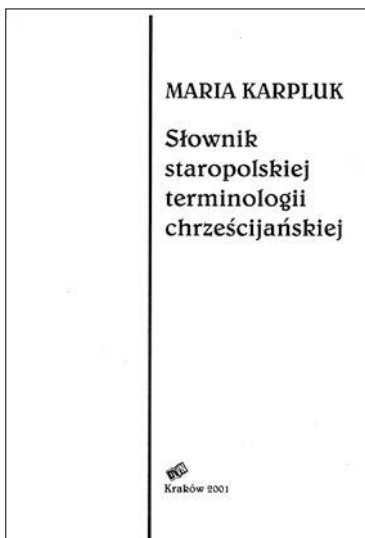 MARIA KARPLUK
Słownik
staropolskiej
terminologii
chrześcijańskiej
Kraków 2001